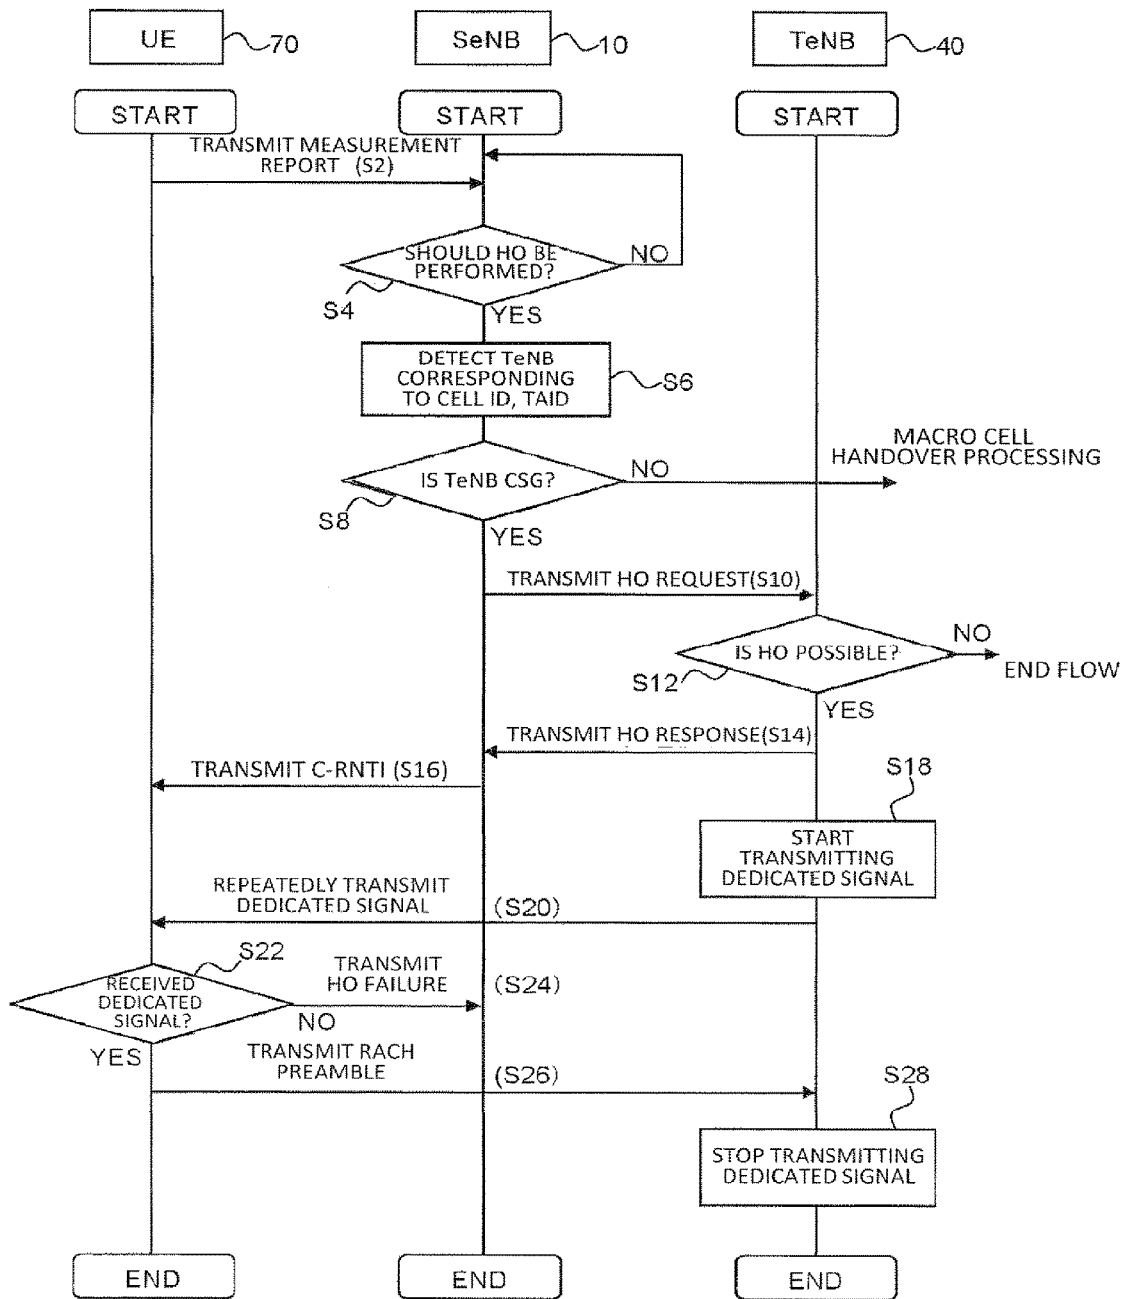 UE
70
SeNB
10
TeNB
40
START
START
START
TRANSMIT MEASUREMENT
REPORT (S2)
SHOULD HO BE
PERFORMED?
NO
S4
YES
DETECT TeNB
CORRESPONDING
TO CELL ID, TAID
S6
IS TeNB CSG?
NO
MACRO CELL
HANDOVER PROCESSING
S8
YES
TRANSMIT HO REQUEST(S10)
IS HO POSSIBLE?
NO
END FLOW
S12
YES
TRANSMIT HO RESPONSE(S14)
TRANSMIT C-RNTI (S16)
S18
START
TRANSMITTING
DEDICATED SIGNAL
REPEATEDLY TRANSMIT
DEDICATED SIGNAL
(S20)
S22
RECEIVED
DEDICATED
SIGNAL?
TRANSMIT
HO FAILURE
(S24)
NO
YES
TRANSMIT RACH
PREAMBLE
(S26)
S28
STOP TRANSMITTING
DEDICATED SIGNAL
END
END
END